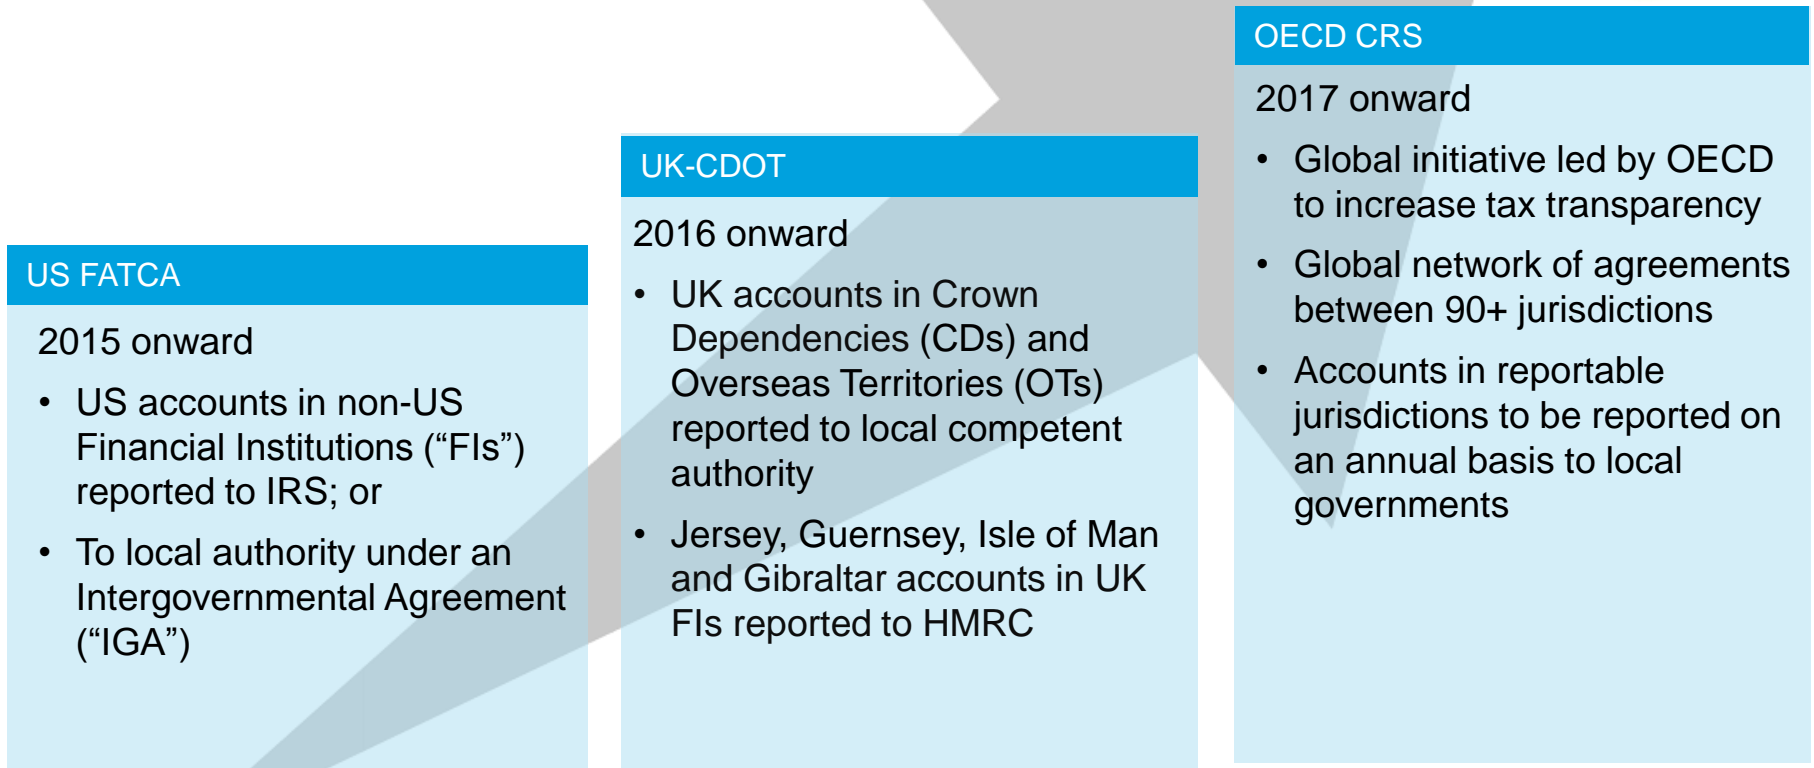 US FATCA
2015 onward
• US accounts in non-US
Financial Institutions (“FIs”)
reported to IRS; or
• To local authority under an
Intergovernmental Agreement
(“IGA”)
UK-CDOT
2016 onward
• UK accounts in Crown
Dependencies (CDs) and
Overseas Territories (OTs)
reported to local competent
authority
• Jersey, Guernsey, Isle of Man
and Gibraltar accounts in UK
FIs reported to HMRC
OECD CRS
2017 onward
• Global initiative led by OECD
to increase tax transparency
• Global network of agreements
between 90+ jurisdictions
• Accounts in reportable
jurisdictions to be reported on
an annual basis to local
governments